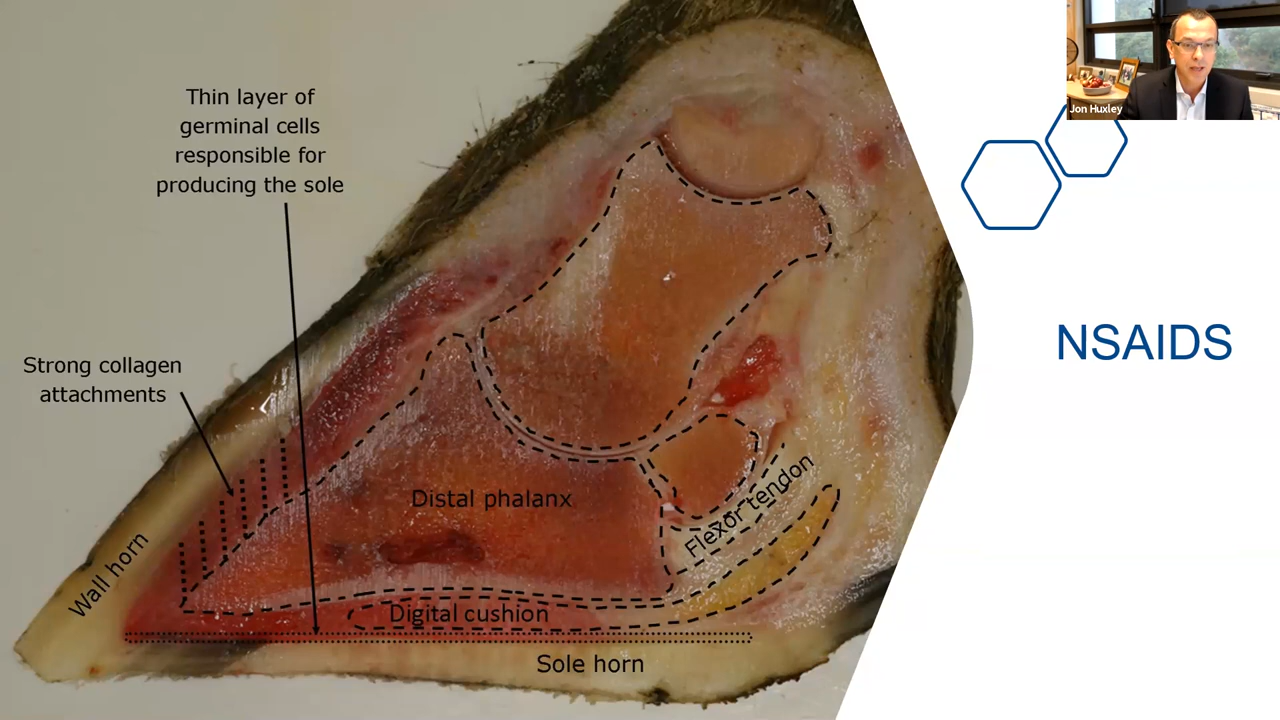 Thin layer of
germinal cells
responsible for
producing the sole
Jon Huxley
NSAIDS
Strong collagen
attachments
Distal phalanx
Flexor tendon
Wall horn
Digital cushion
Sole horn